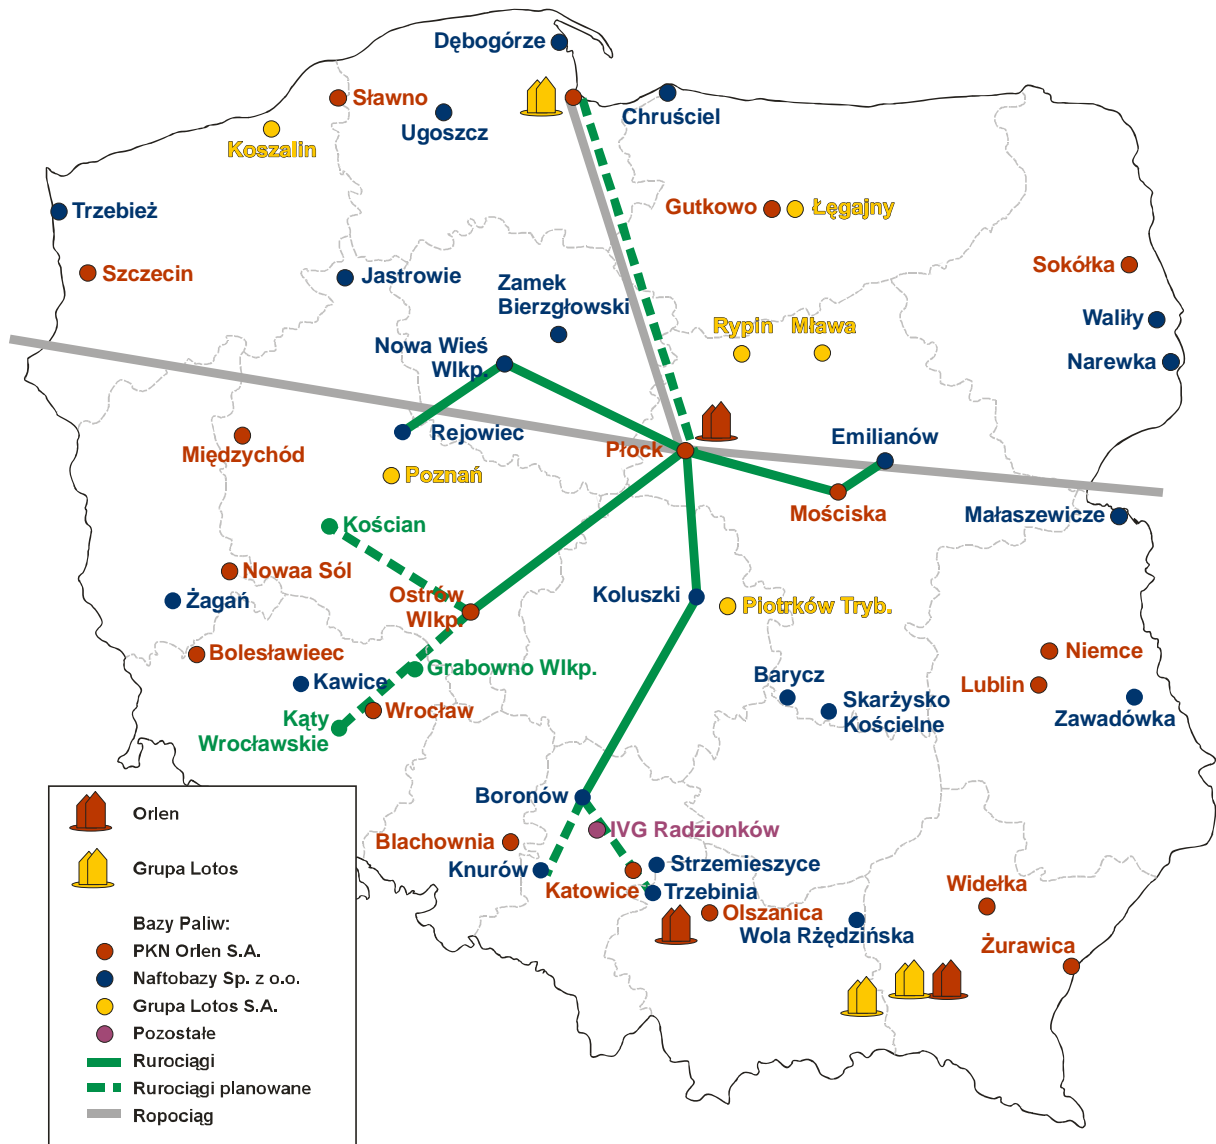 Dębogórze
Sławno
Ugoszcz
Chruściel
Koszalin
Trzebież
Gutkowo
Łęgajny
Szczecin
Jastrowie
Zamek
Bierzgłowski
Sokółka
Waliły
Rypin
Mława
Nowa Wieś
Wlkp.
Narewka
Rejowiec
Międzychód
Płock
Emilianów
Poznań
Mościska
Małaszewicze
Kościan
Nowaa Sól
Żagań
Ostrów
Wlkp.
Koluszki
Piotrków Tryb.
Bolesławieec
Grabowno Wlkp.
Niemce
Kawice
Barycz
Lublin
Wrocław
Skarżysko
Kościelne
Zawadówka
Kąty
Wrocławskie
Boronów
IVG Radzionków
Blachownia
Knurów
Strzemieszyce
Katowice
Trzebinia
Widełka
Olszanica
Wola Rżędzińska
Żurawica
Orlen
Grupa Lotos
Bazy Paliw:
PKN Orlen S.A.
Naftobazy Sp. z o.o.
Grupa Lotos S.A.
Pozostałe
Rurociągi
Rurociągi planowane
Ropociąg